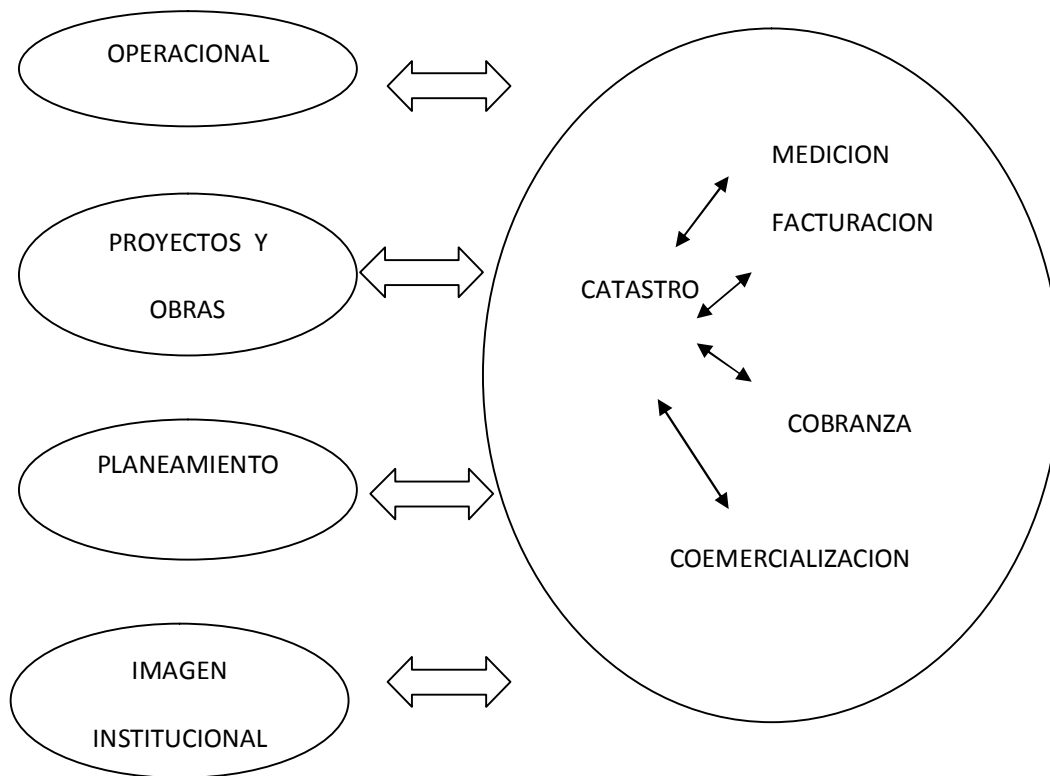 OPERACIONAL
PROYECTOS Y
OBRAS
PLANEAMIENTO
IMAGEN
INSTITUCIONAL
MEDICION
FACTURACION
CATASTRO
COBRANZA
COEMERCIALIZACION